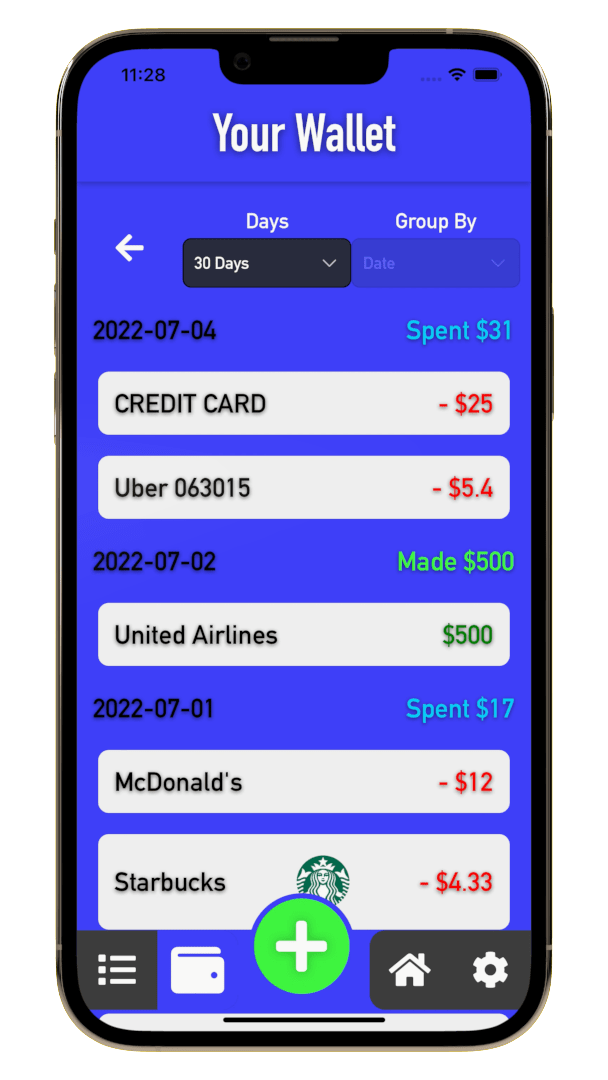 11:28
Your Wallet
Days Group By
30 Days Date
2022-07-04 Spent $31
CREDIT CARD - $25
Uber 063015 - $5.4
2022-07-02 Made $500
United Airlines $500
2022-07-01 Spent $17
McDonald's - $12
Starbucks - $4.33